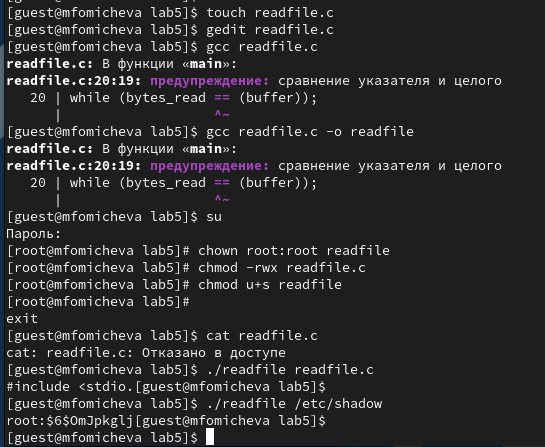 [guest@mfomicheva lab5]$ touch readfile.c
[guest@mfomicheva lab5]$ gedit readfile.c
[guest@mfomicheva lab5]$ gcc readfile.c
readfile.c: В функции «main»:
readfile.c:20:19: предупреждение: сравнение указателя и целого
   20 | while (bytes_read == (buffer));
      |                   ^~
[guest@mfomicheva lab5]$ gcc readfile.c -o readfile
readfile.c: В функции «main»:
readfile.c:20:19: предупреждение: сравнение указателя и целого
   20 | while (bytes_read == (buffer));
      |                   ^~
[guest@mfomicheva lab5]$ su
Пароль:
[root@mfomicheva lab5]# chown root:root readfile
[root@mfomicheva lab5]# chmod -rwx readfile.c
[root@mfomicheva lab5]# chmod u+s readfile
[root@mfomicheva lab5]#
exit
[guest@mfomicheva lab5]$ cat readfile.c
cat: readfile.c: Отказано в доступе
[guest@mfomicheva lab5]$ ./readfile readfile.c
#include <stdio.[guest@mfomicheva lab5]$
[guest@mfomicheva lab5]$ ./readfile /etc/shadow
root:$6$OmJpkglj[guest@mfomicheva lab5]$
[guest@mfomicheva lab5]$